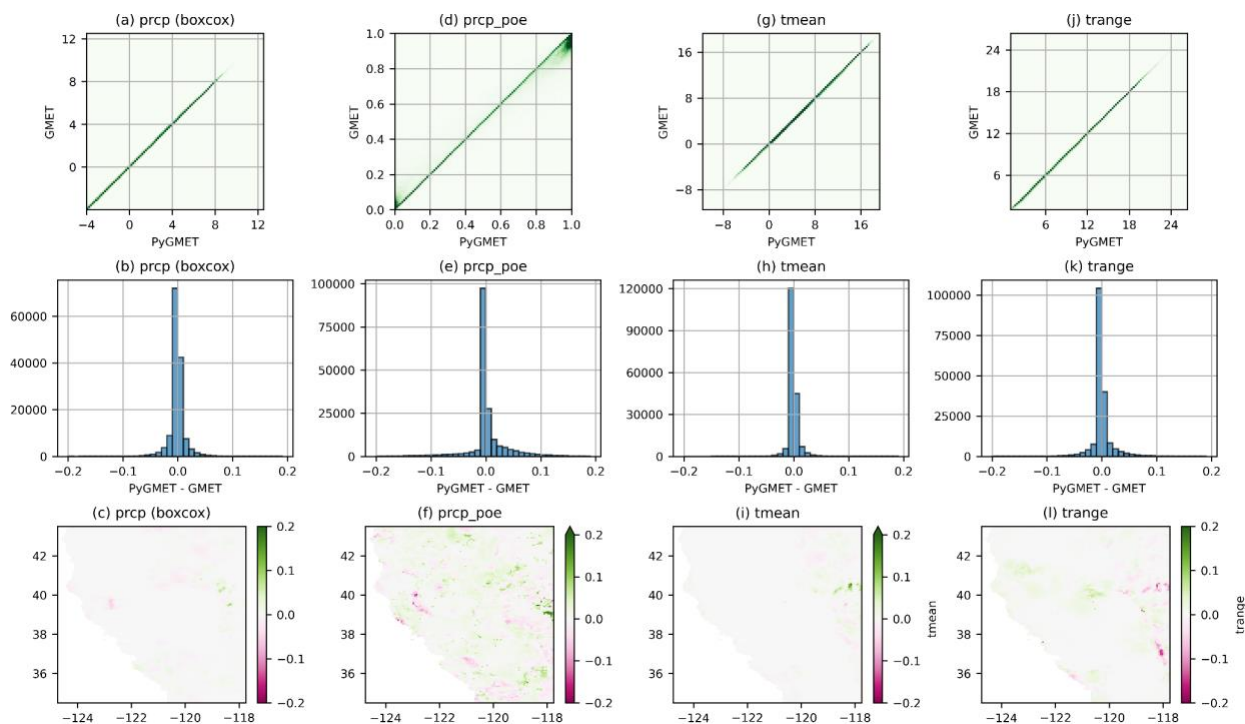 (a) prcp (boxcox)
12
8
4
0
GMET
−4 0 4 8 12
PyGMET
(d) prcp_poe
1.0
0.8
0.6
0.4
0.2
0.0
GMET
0.0 0.2 0.4 0.6 0.8 1.0
PyGMET
(g) tmean
16
8
0
−8
GMET
−8 0 8 16
PyGMET
(j) trange
24
18
12
6
GMET
6 12 18 24
PyGMET
(b) prcp (boxcox)
60000
40000
20000
0
−0.2 −0.1 0.0 0.1 0.2
PyGMET - GMET
(e) prcp_poe
100000
75000
50000
25000
0
−0.2 −0.1 0.0 0.1 0.2
PyGMET - GMET
(h) tmean
120000
90000
60000
30000
0
−0.2 −0.1 0.0 0.1 0.2
PyGMET - GMET
(k) trange
100000
75000
50000
25000
0
−0.2 −0.1 0.0 0.1 0.2
PyGMET - GMET
(c) prcp (boxcox)
42
40
38
36
−124 −122 −120 −118
0.2
0.1
0.0
−0.1
−0.2
(f) prcp_poe
42
40
38
36
−124 −122 −120 −118
0.2
0.1
0.0
−0.1
−0.2
(i) tmean
42
40
38
36
−124 −122 −120 −118
0.2
0.1
0.0
−0.1
−0.2
tmean
(l) trange
42
40
38
36
−124 −122 −120 −118
0.2
0.1
0.0
−0.1
−0.2
trange